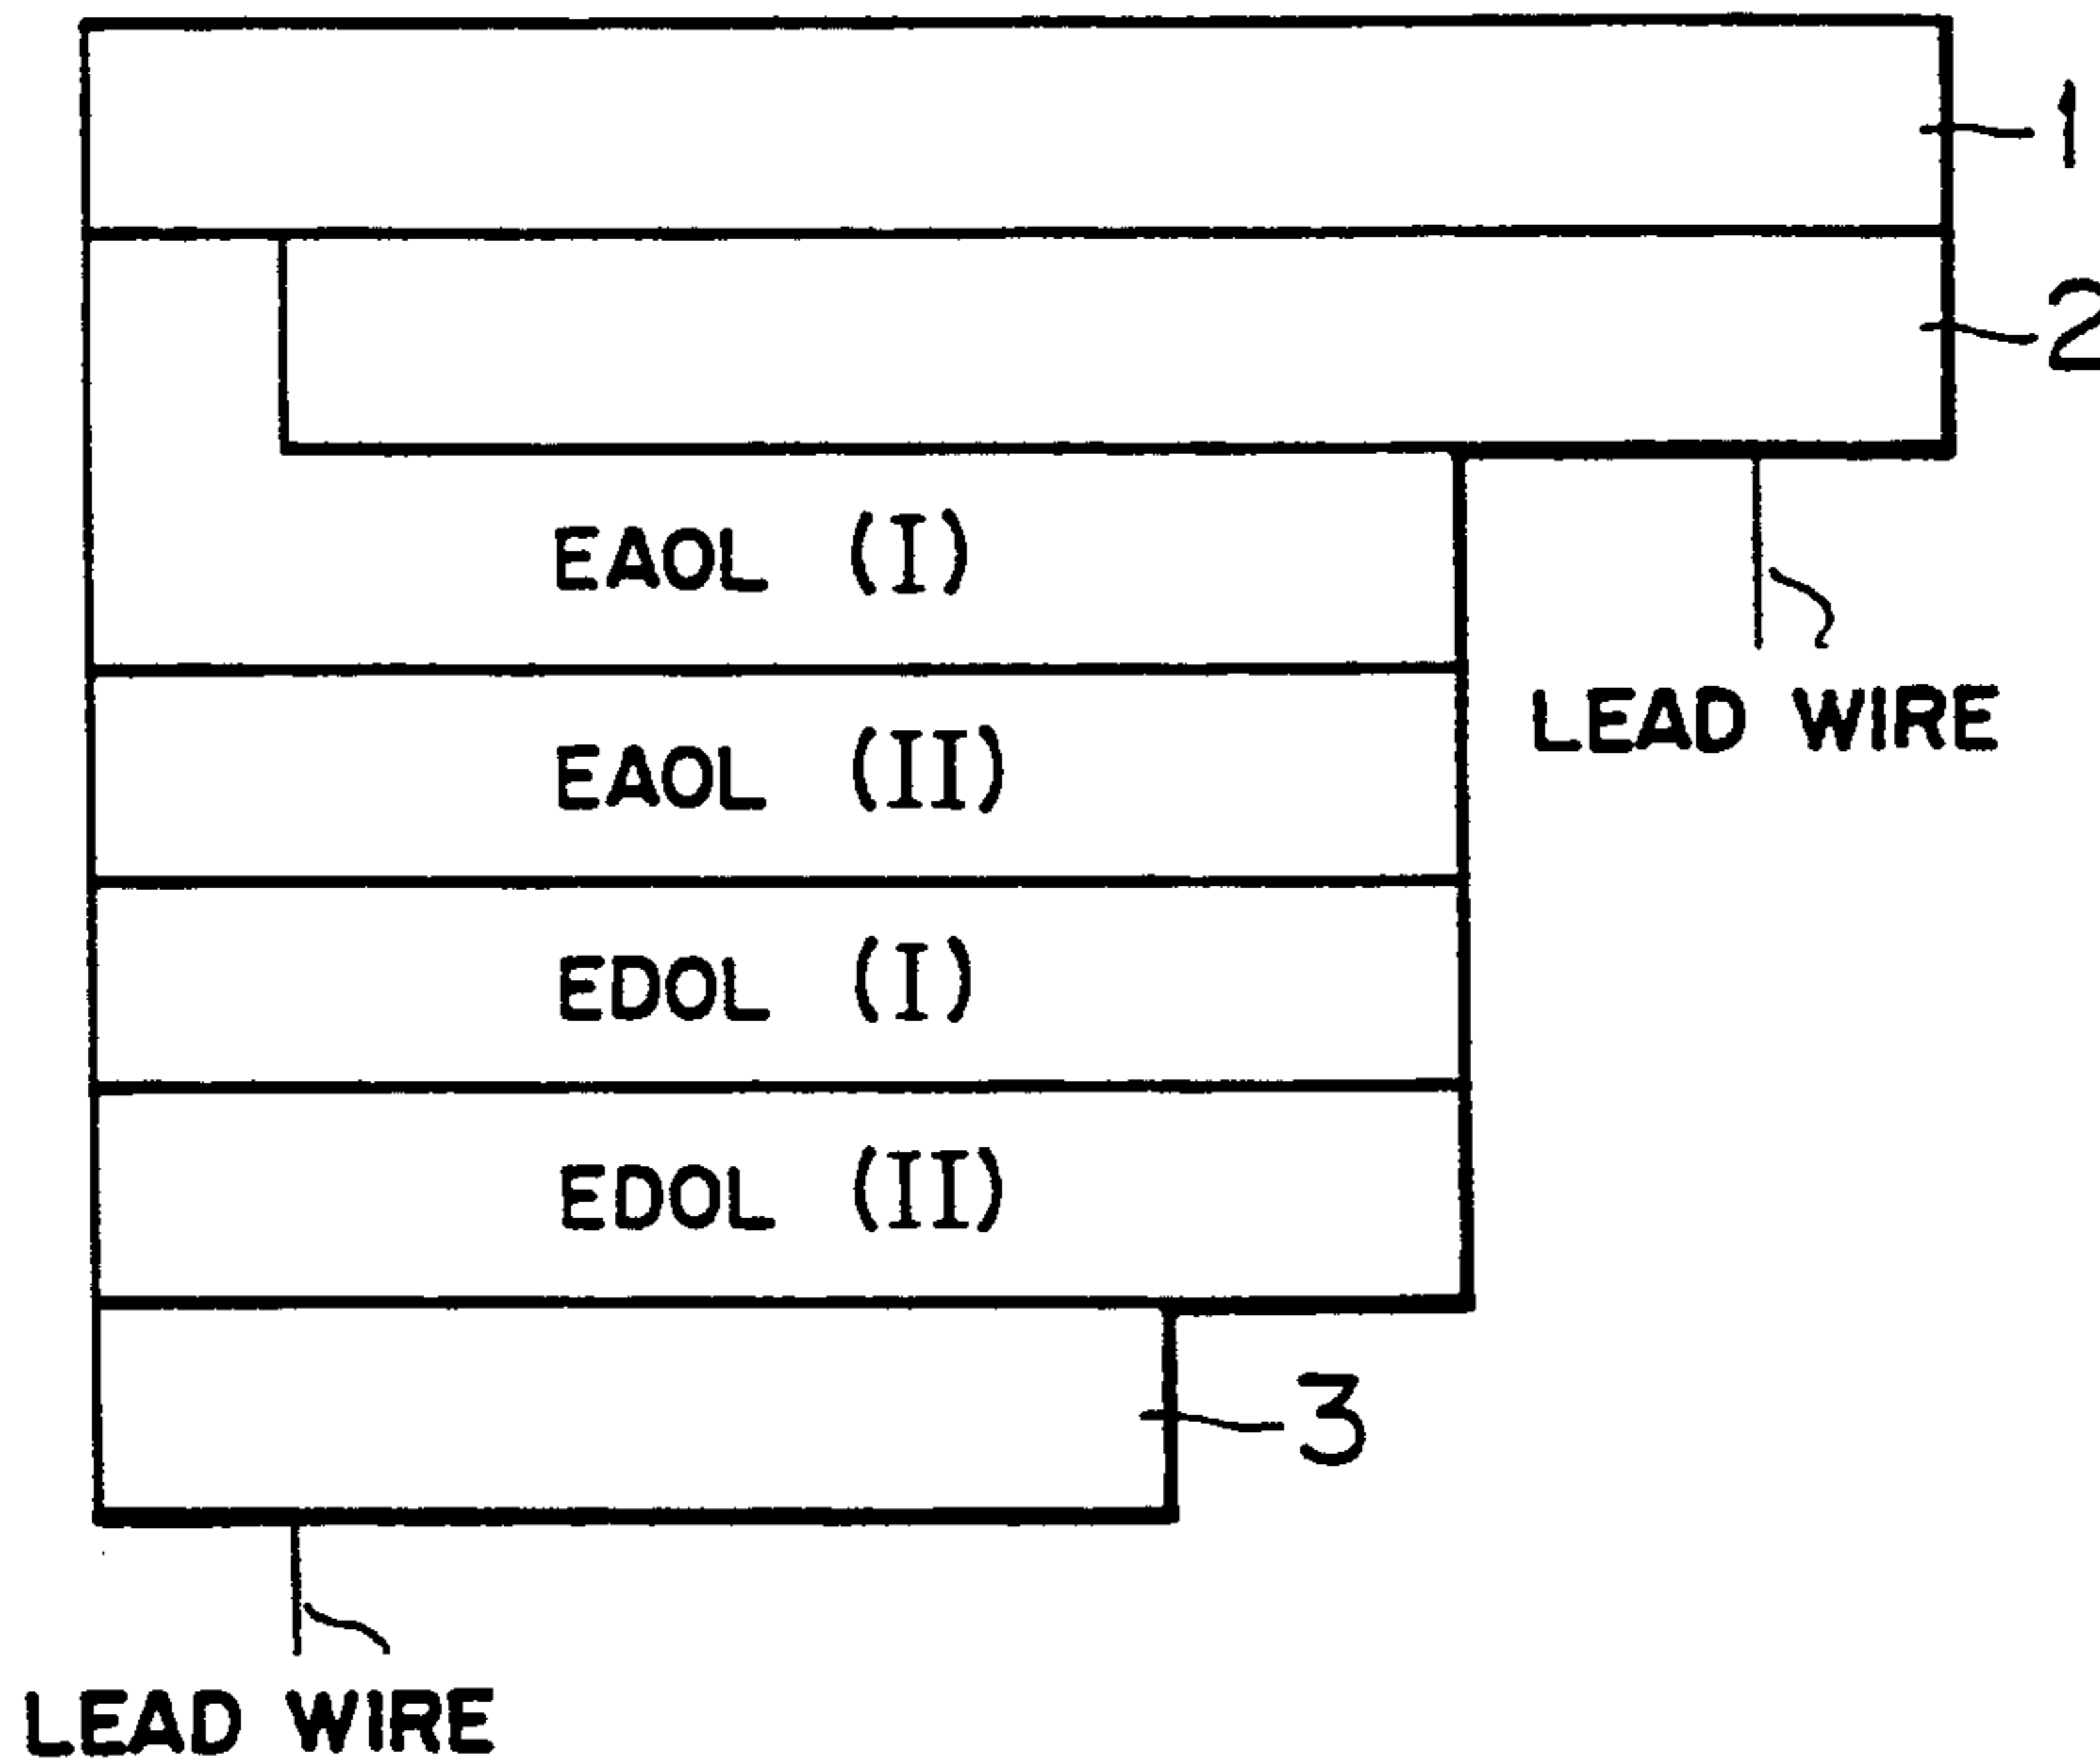 1
2
EAOL (I)
LEAD WIRE
EAOL (II)
EDOL (I)
EDOL (II)
3
LEAD WIRE